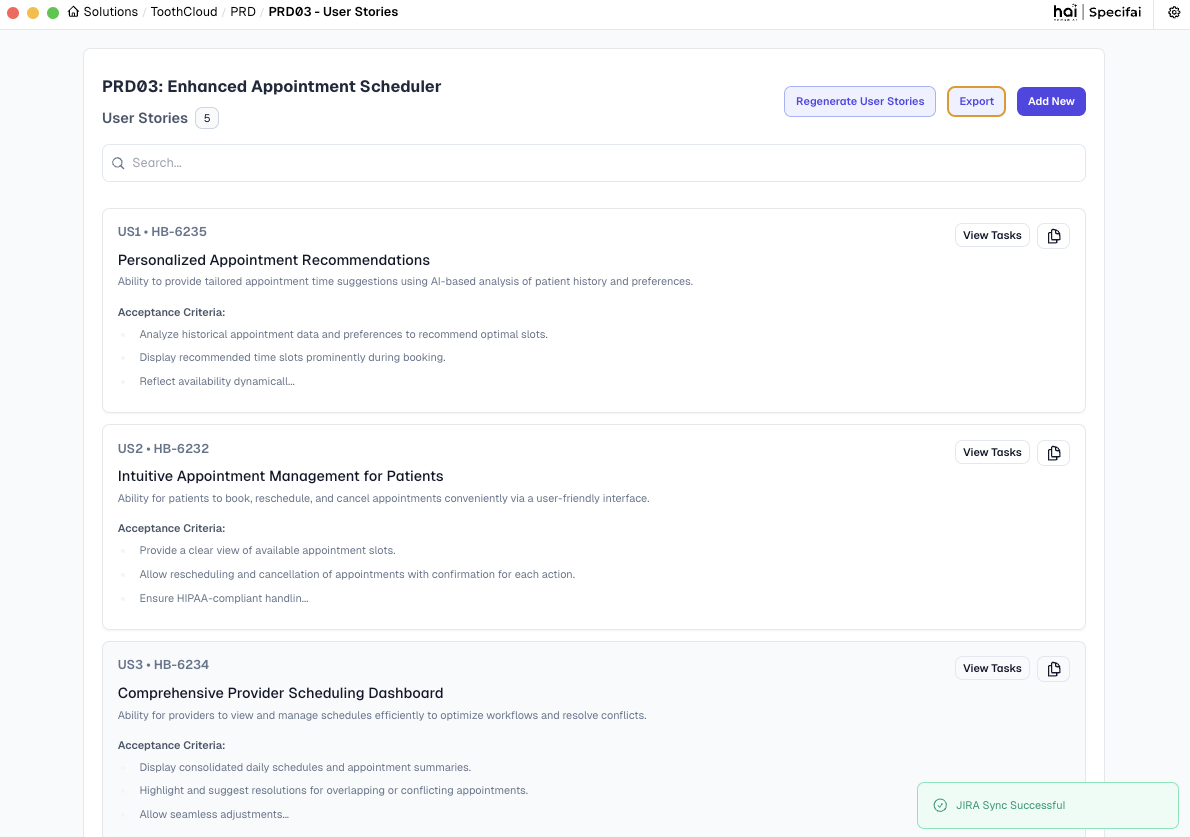 Solutions / ToothCloud / PRD / PRD03 - User Stories
hai | Specifai
PRD03: Enhanced Appointment Scheduler
User Stories 5
Regenerate User Stories
Export
Add New
Search...
US1 • HB-6235
View Tasks
Personalized Appointment Recommendations
Ability to provide tailored appointment time suggestions using AI-based analysis of patient history and preferences.
Acceptance Criteria:
Analyze historical appointment data and preferences to recommend optimal slots.
Display recommended time slots prominently during booking.
Reflect availability dynamicall...
US2 • HB-6232
View Tasks
Intuitive Appointment Management for Patients
Ability for patients to book, reschedule, and cancel appointments conveniently via a user-friendly interface.
Acceptance Criteria:
Provide a clear view of available appointment slots.
Allow rescheduling and cancellation of appointments with confirmation for each action.
Ensure HIPAA-compliant handlin...
US3 • HB-6234
View Tasks
Comprehensive Provider Scheduling Dashboard
Ability for providers to view and manage schedules efficiently to optimize workflows and resolve conflicts.
Acceptance Criteria:
Display consolidated daily schedules and appointment summaries.
Highlight and suggest resolutions for overlapping or conflicting appointments.
Allow seamless adjustments...
JIRA Sync Successful